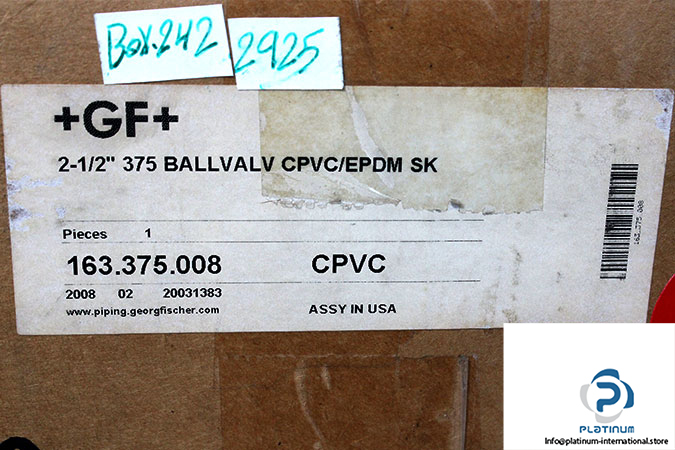 Box.242
2925
+GF+
2-1/2" 375 BALLVALV CPVC/EPDM SK
Pieces 1
163.375.008 CPVC
2008 02 20031383
www.piping.georgfischer.com ASSY IN USA
163.375.008
PLATINUM
Info@platinum-international.store